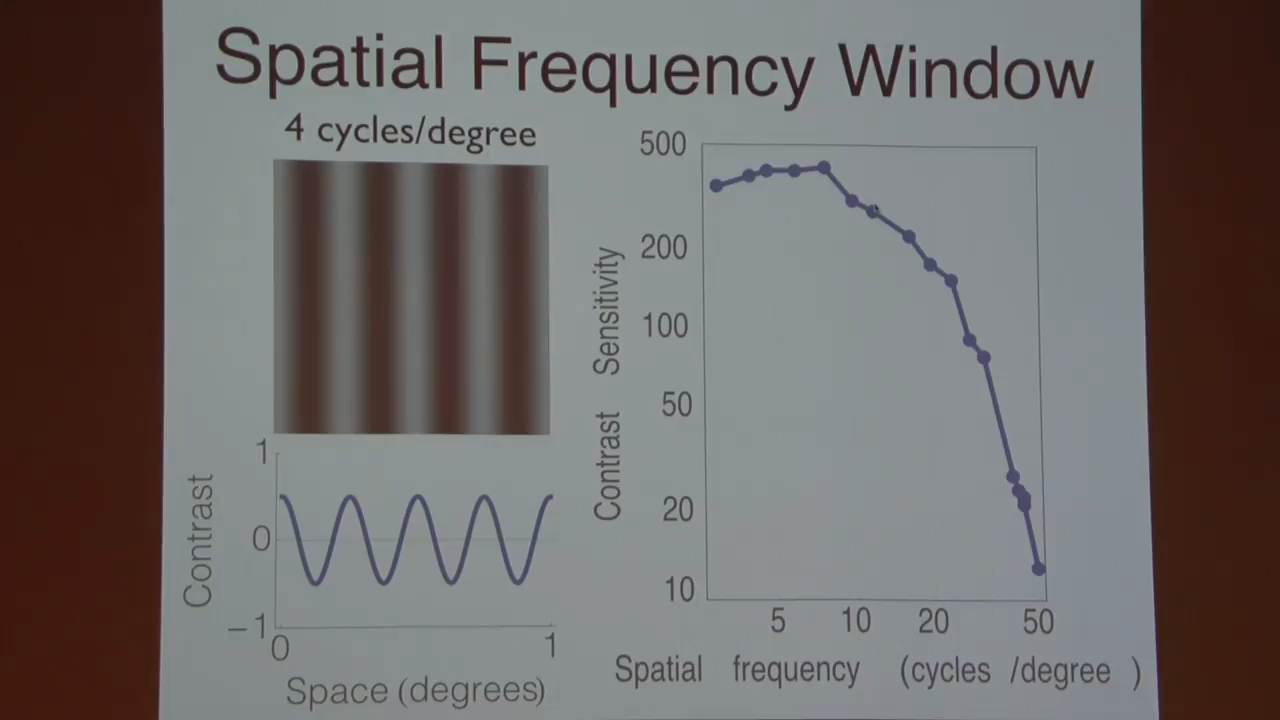 Spatial Frequency Window
4 cycles/degree
1
0
−1
Contrast
0
1
Space (degrees)
500
200
100
50
20
10
Contrast Sensitivity
5
10
20
50
Spatial frequency (cycles /degree )